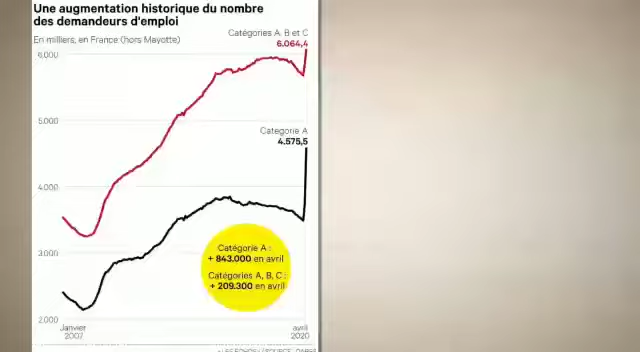 Une augmentation historique du nombre
des demandeurs d'emploi
En milliers, en France (hors Mayotte)
Catégories A, B et C
6.064,4
6.000
5.000
Categorie A
4.575,5
4.000
3.000
Catégorie A :
+ 843.000 en avril
Catégories A, B, C :
+ 209.300 en avril
2.000
Janvier
2007
avril
2020